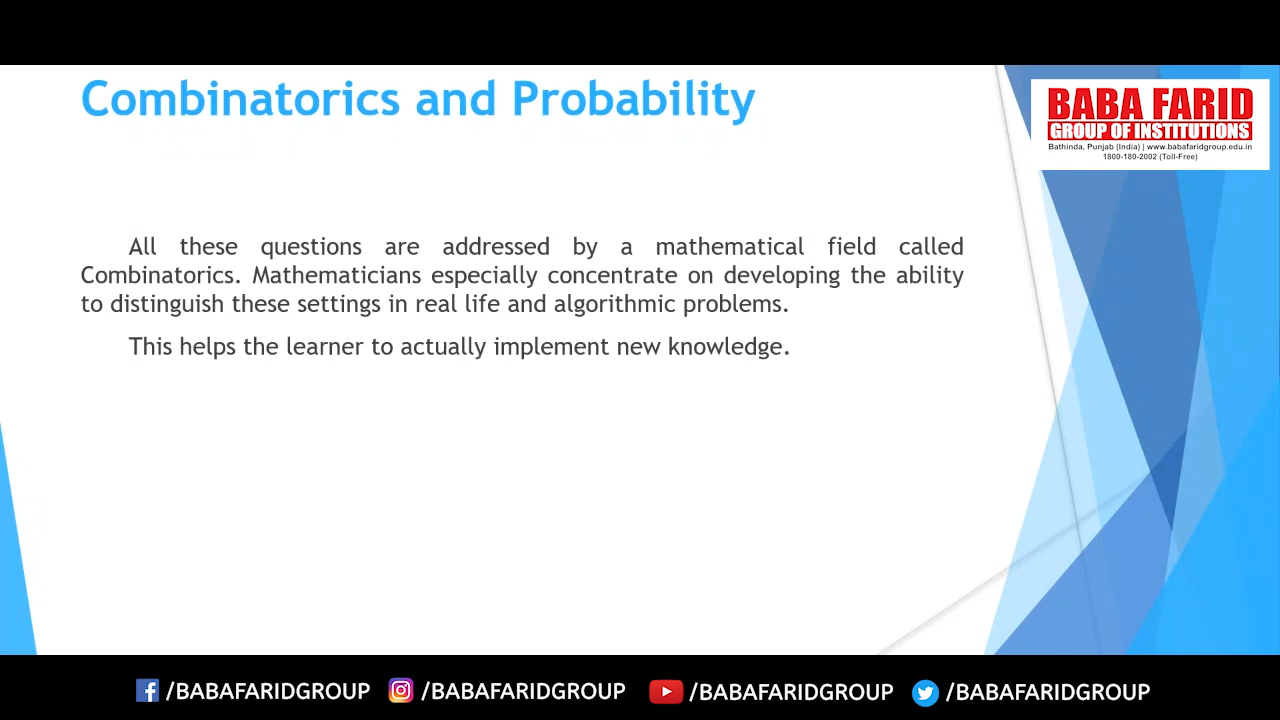 Combinatorics and Probability
BABA FARID
GROUP OF INSTITUTIONS
Bathinda, Punjab (India) | www.babafaridgroup.edu.in
1800-180-2002 (Toll-Free)
All these questions are addressed by a mathematical field called
Combinatorics. Mathematicians especially concentrate on developing the ability
to distinguish these settings in real life and algorithmic problems.
This helps the learner to actually implement new knowledge.
/BABAFARIDGROUP /BABAFARIDGROUP /BABAFARIDGROUP /BABAFARIDGROUP